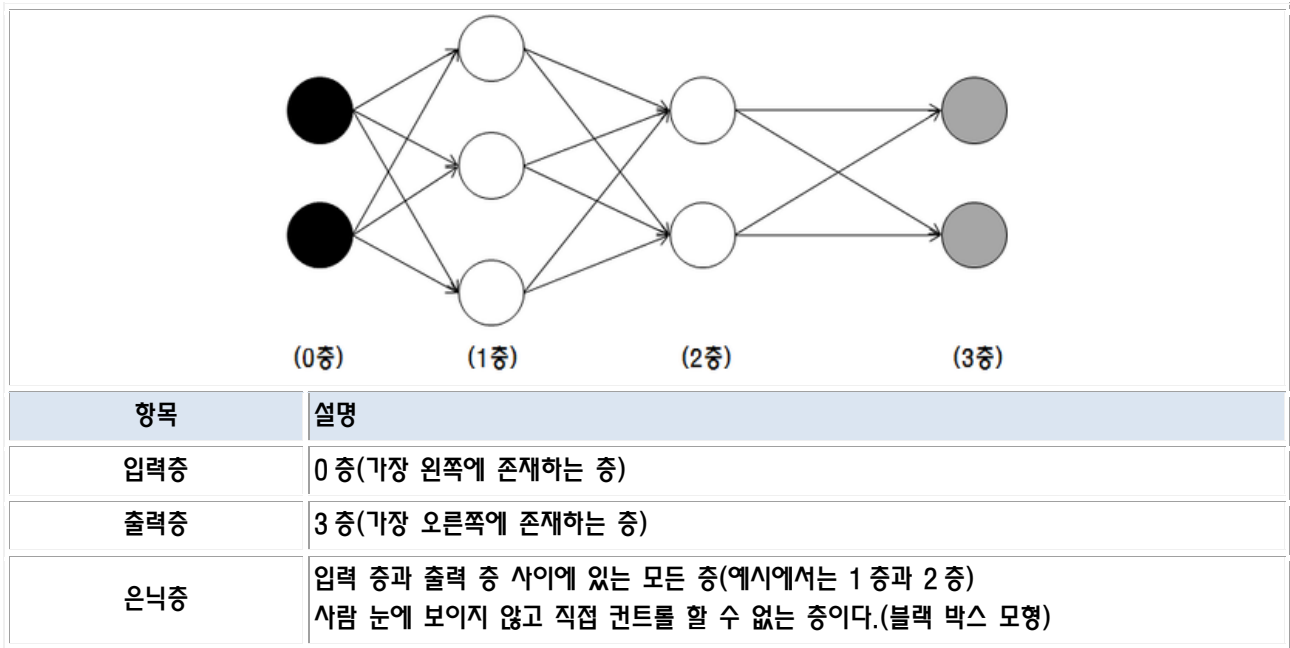 (0층) (1층) (2층) (3층)
항목 설명
입력층 0 층(가장 왼쪽에 존재하는 층)
출력층 3 층(가장 오른쪽에 존재하는 층)
은닉층 입력 층과 출력 층 사이에 있는 모든 층(예시에서는 1 층과 2 층)
사람 눈에 보이지 않고 직접 컨트롤 할 수 없는 층이다.(블랙 박스 모형)